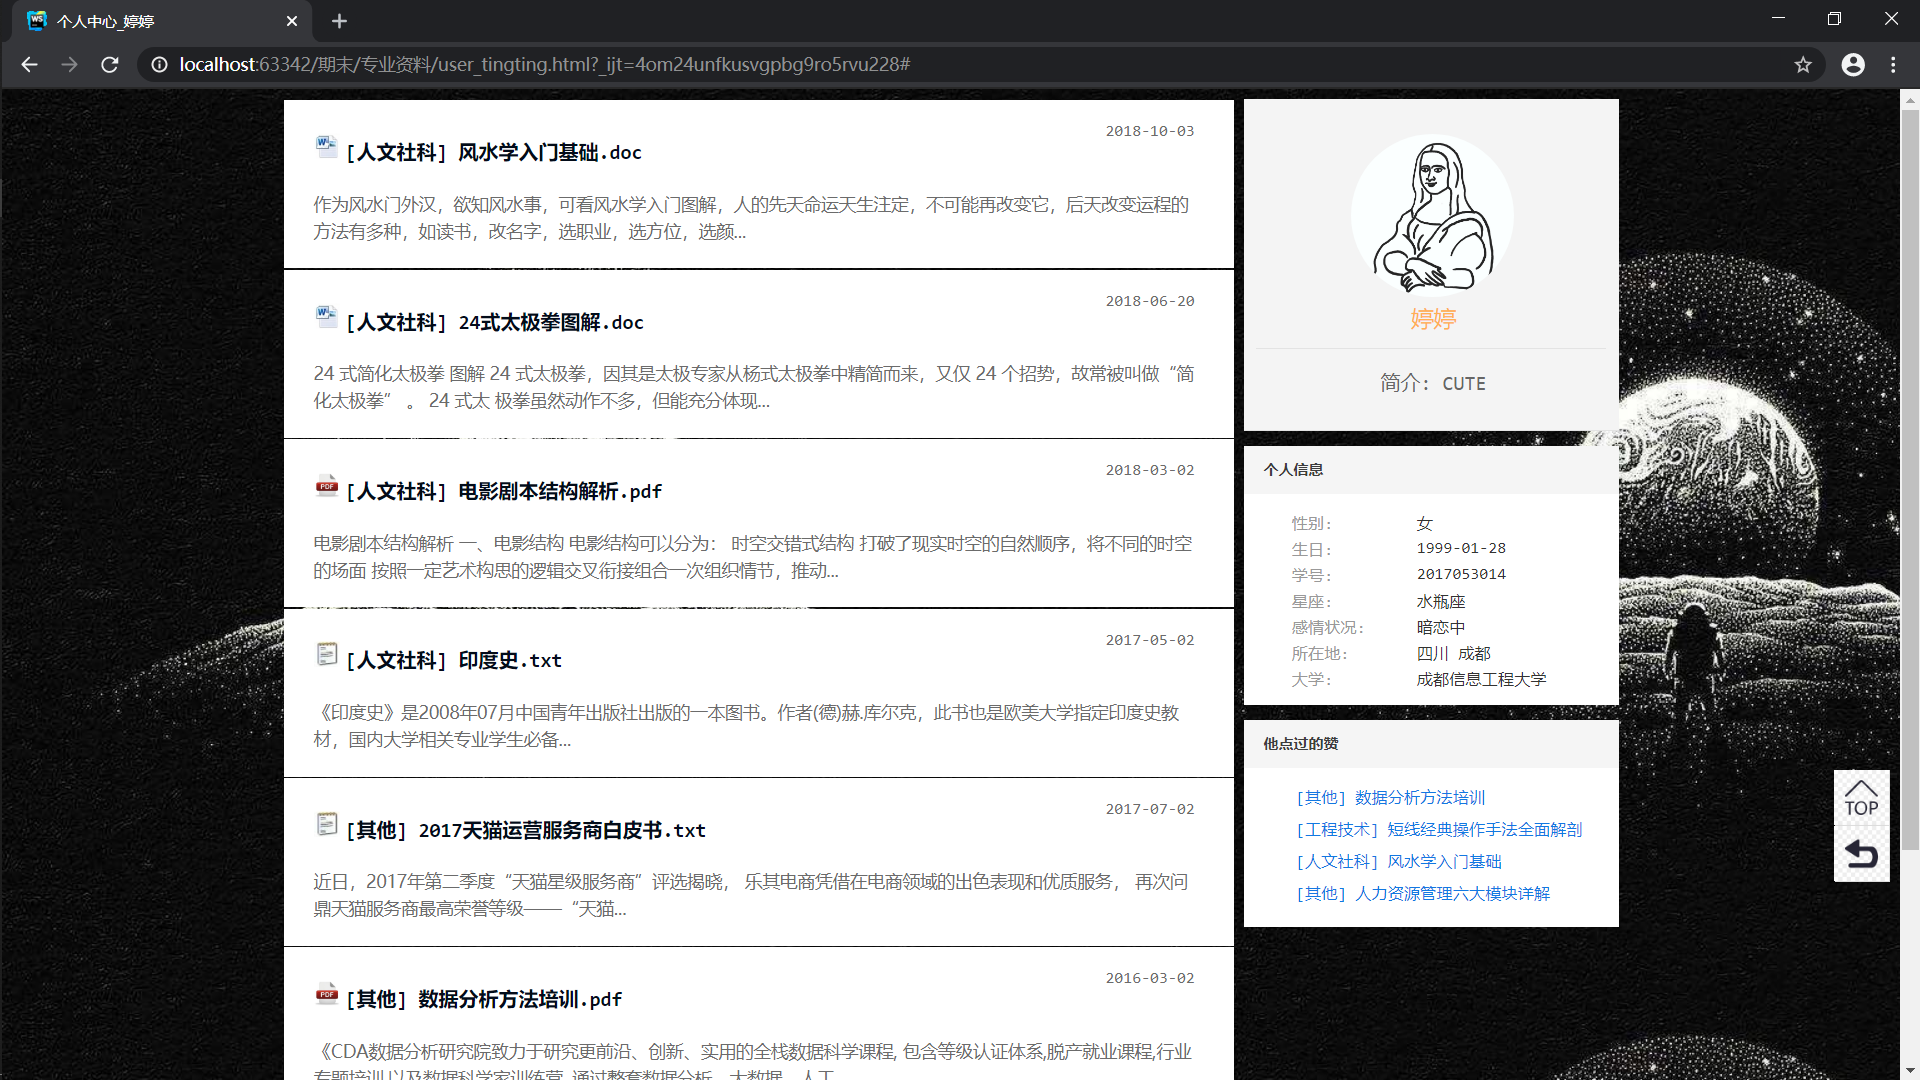 个人中心_婷婷
localhost:63342/期末/专业资料/user_tingting.html?_ijt=4om24unfkusvgpbg9ro5rvu228#
2018-10-03
[人文社科] 风水学入门基础.doc
作为风水门外汉，欲知风水事，可看风水学入门图解，人的先天命运天生注定，不可能再改变它，后天改变运程的
方法有多种，如读书，改名字，选职业，选方位，选颜...
2018-06-20
[人文社科] 24式太极拳图解.doc
24 式简化太极拳 图解 24 式太极拳，因其是太极专家从杨式太极拳中精简而来，又仅 24 个招势，故常被叫做“简
化太极拳” 。 24 式太 极拳虽然动作不多，但能充分体现...
2018-03-02
PDF
[人文社科] 电影剧本结构解析.pdf
电影剧本结构解析 一、电影结构 电影结构可以分为： 时空交错式结构 打破了现实时空的自然顺序，将不同的时空
的场面 按照一定艺术构思的逻辑交叉衔接组合一次组织情节，推动...
2017-05-02
[人文社科] 印度史.txt
《印度史》是2008年07月中国青年出版社出版的一本图书。作者(德)赫.库尔克，此书也是欧美大学指定印度史教
材，国内大学相关专业学生必备...
2017-07-02
[其他] 2017天猫运营服务商白皮书.txt
近日，2017年第二季度“天猫星级服务商”评选揭晓， 乐其电商凭借在电商领域的出色表现和优质服务， 再次问
鼎天猫服务商最高荣誉等级——“天猫...
2016-03-02
PDF
[其他] 数据分析方法培训.pdf
《CDA数据分析研究院致力于研究更前沿、创新、实用的全栈数据科学课程, 包含等级认证体系,脱产就业课程,行业
婷婷
简介: CUTE
个人信息
性别: 女
生日: 1999-01-28
学号: 2017053014
星座: 水瓶座
感情状况: 暗恋中
所在地: 四川 成都
大学: 成都信息工程大学
他点过的赞
[其他] 数据分析方法培训
[工程技术] 短线经典操作手法全面解剖
[人文社科] 风水学入门基础
[其他] 人力资源管理六大模块详解
TOP